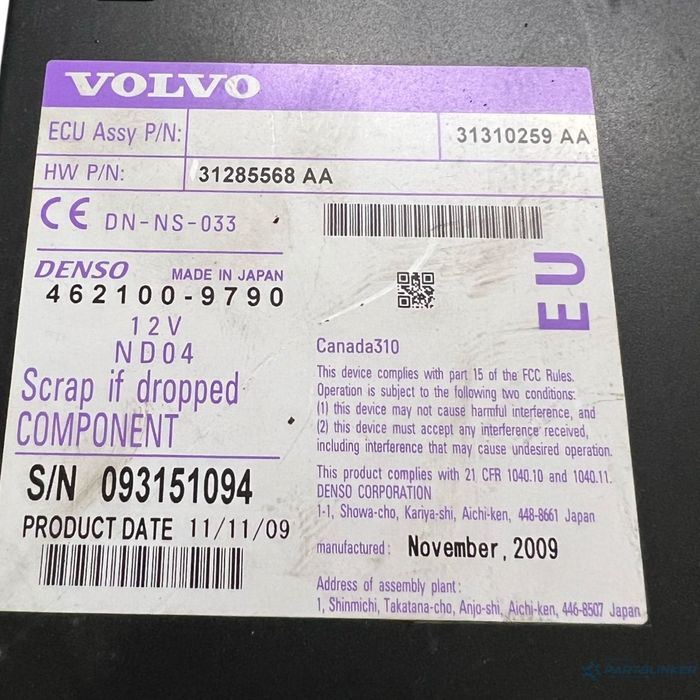 VOLVO
ECU Assy P/N: 31310259 AA
HW P/N: 31285568 AA
CE DN-NS-033
DENSO MADE IN JAPAN
462100-9790
12V
ND04
Scrap if dropped
COMPONENT
S/N 093151094
PRODUCT DATE 11/11/09
EU
Canada310
This device complies with part 15 of the FCC Rules.
Operation is subject to the following two conditions:
(1) this device may not cause harmful interference, and
(2) this device must accept any interference received,
including interference that may cause undesired operation.
This product complies with 21 CFR 1040.10 and 1040.11.
DENSO CORPORATION
1-1, Showa-cho, Kariya-shi, Aichi-ken, 448-8661 Japan
manufactured: November, 2009
Address of assembly plant:
1, Shinmichi, Takatana-cho, Anjo-shi, Aichi-ken, 446-8507 Japan
PARTBLINKER